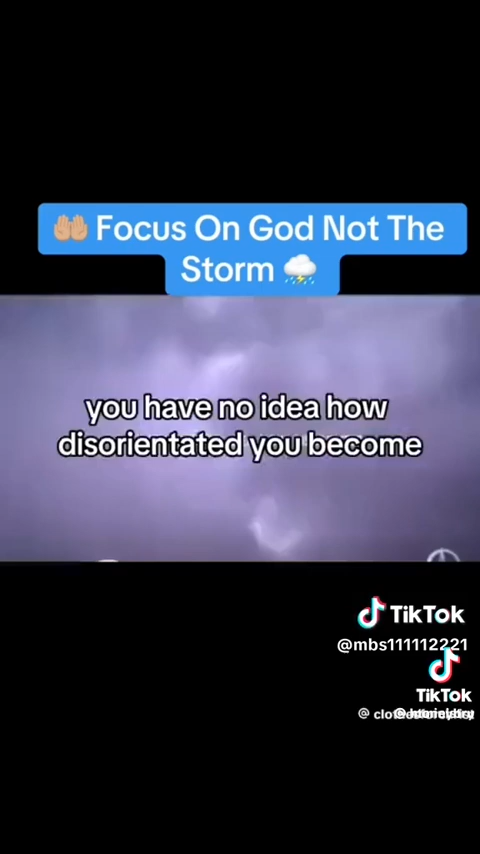 🤲🏼 Focus On God Not The
Storm ⛈️
you have no idea how
disorientated you become
TikTok
@mbs111112221
TikTok
@